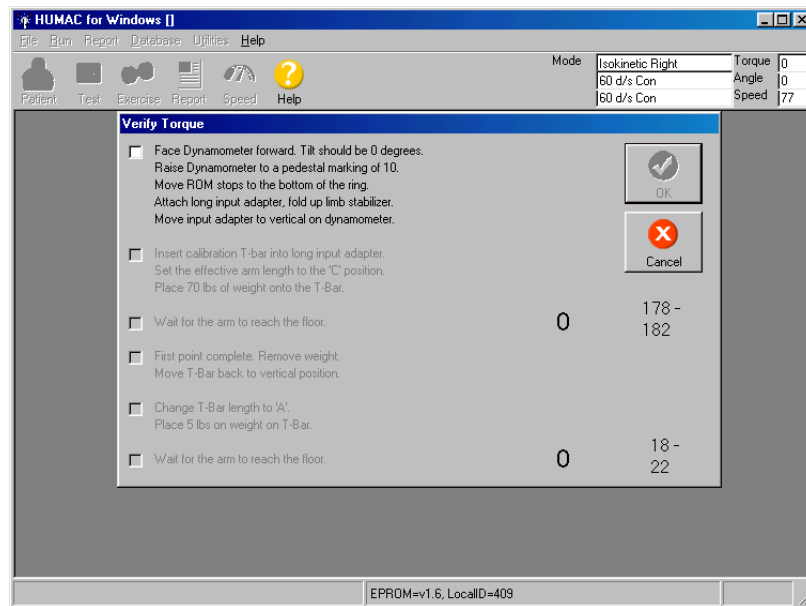 HUMAC for Windows []
File Run Report Database Utilities Help
Patient Test Exercise Report Speed Help
Mode Isokinetic Right Torque 0
60 d/s Con Angle 0
60 d/s Con Speed 77
Verify Torque
Face Dynamometer forward. Tilt should be 0 degrees.
Raise Dynamometer to a pedestal marking of 10.
Move ROM stops to the bottom of the ring.
Attach long input adapter, fold up limb stabilizer.
Move input adapter to vertical on dynamometer.
OK
Insert calibration T-bar into long input adapter.
Set the effective arm length to the 'C' position.
Place 70 lbs of weight onto the T-Bar.
Cancel
Wait for the arm to reach the floor. 0 178 -
182
First point complete. Remove weight.
Move T-Bar back to vertical position.
Change T-Bar length to 'A'.
Place 5 lbs on weight on T-Bar.
Wait for the arm to reach the floor. 0 18 -
22
EPROM=v1.6, LocalID=409